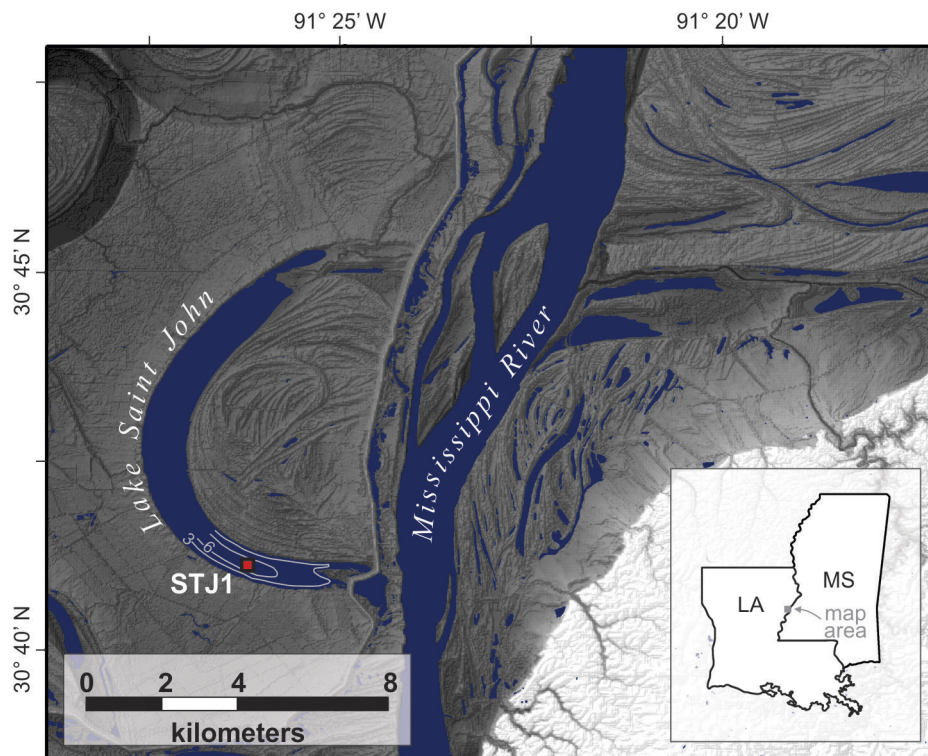 91° 25' W
91° 20' W
30° 45' N
30° 40' N
Lake Saint John
Mississippi River
3
6
STJ1
LA
MS
map
area
0 2 4 8
kilometers